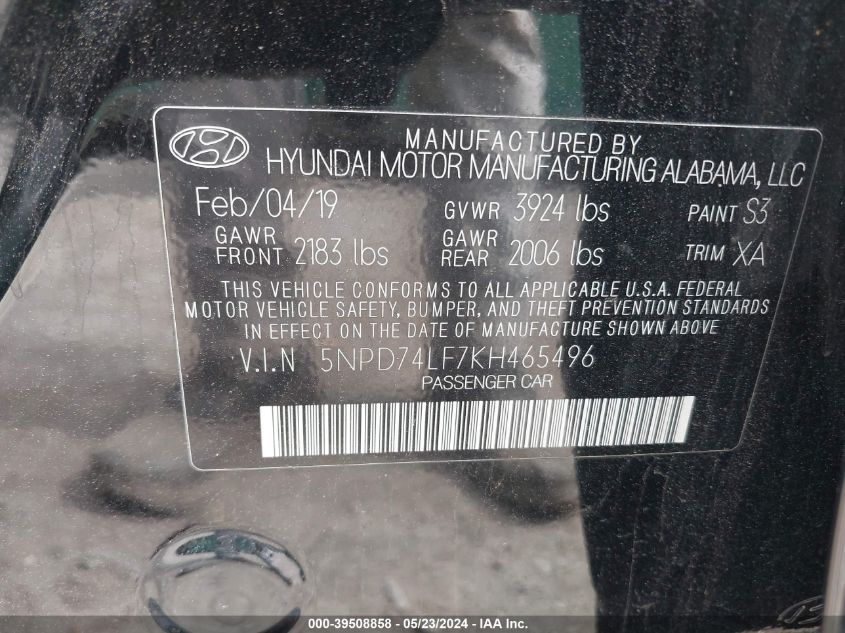 MANUFACTURED BY
HYUNDAI MOTOR MANUFACTURING ALABAMA, LLC
Feb/04/19 GVWR 3924 lbs PAINT S3
GAWR FRONT 2183 lbs GAWR REAR 2006 lbs TRIM XA
THIS VEHICLE CONFORMS TO ALL APPLICABLE U.S.A. FEDERAL
MOTOR VEHICLE SAFETY, BUMPER, AND THEFT PREVENTION STANDARDS
IN EFFECT ON THE DATE OF MANUFACTURE SHOWN ABOVE
V.I.N 5NPD74LF7KH465496
PASSENGER CAR
000-39508858 - 05/23/2024 - IAA Inc.